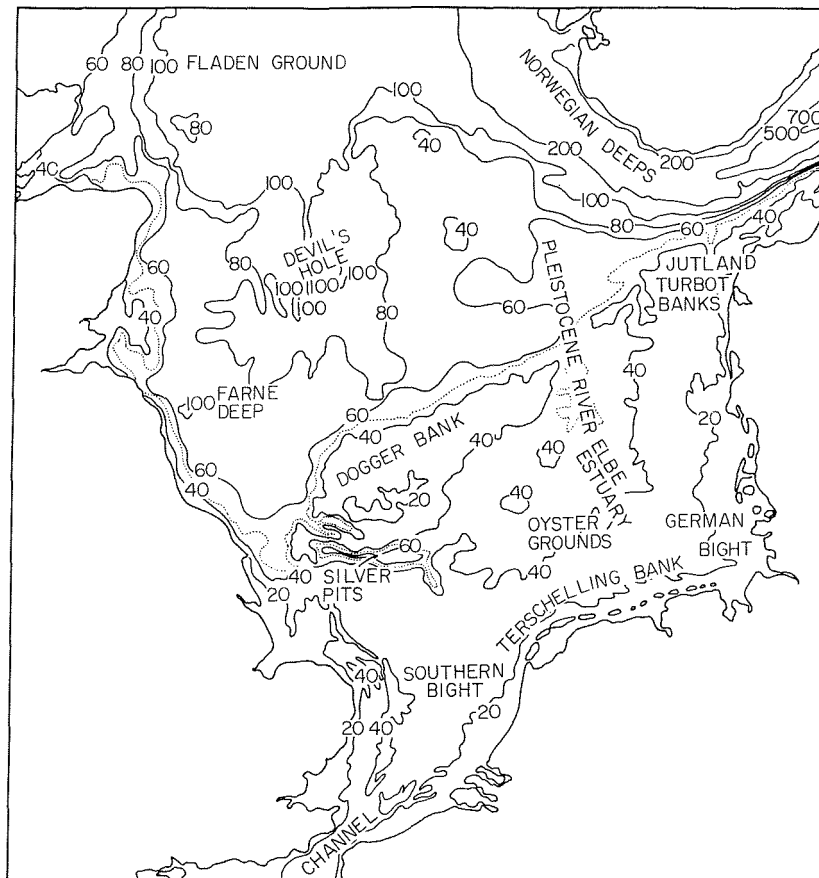 60
80
100
FLADEN GROUND
80
40
100
NORWEGIAN DEEPS
700
500
200
200
40
100
80
60
40
100
40
60
80
DEVIL'S
HOLE
100
100
100
100
80
60
PLEISTOCENE RIVER ELBE
ESTUARY
JUTLAND
TURBOT
BANKS
40
100
FARNE
DEEP
60
40
DOGGER BANK
40
40
40
20
60
40
20
40
OYSTER
GROUNDS
GERMAN
BIGHT
60
40
40
20
SILVER
PITS
TERSCHELLING BANK
40
SOUTHERN
BIGHT
20
40
20
CHANNEL